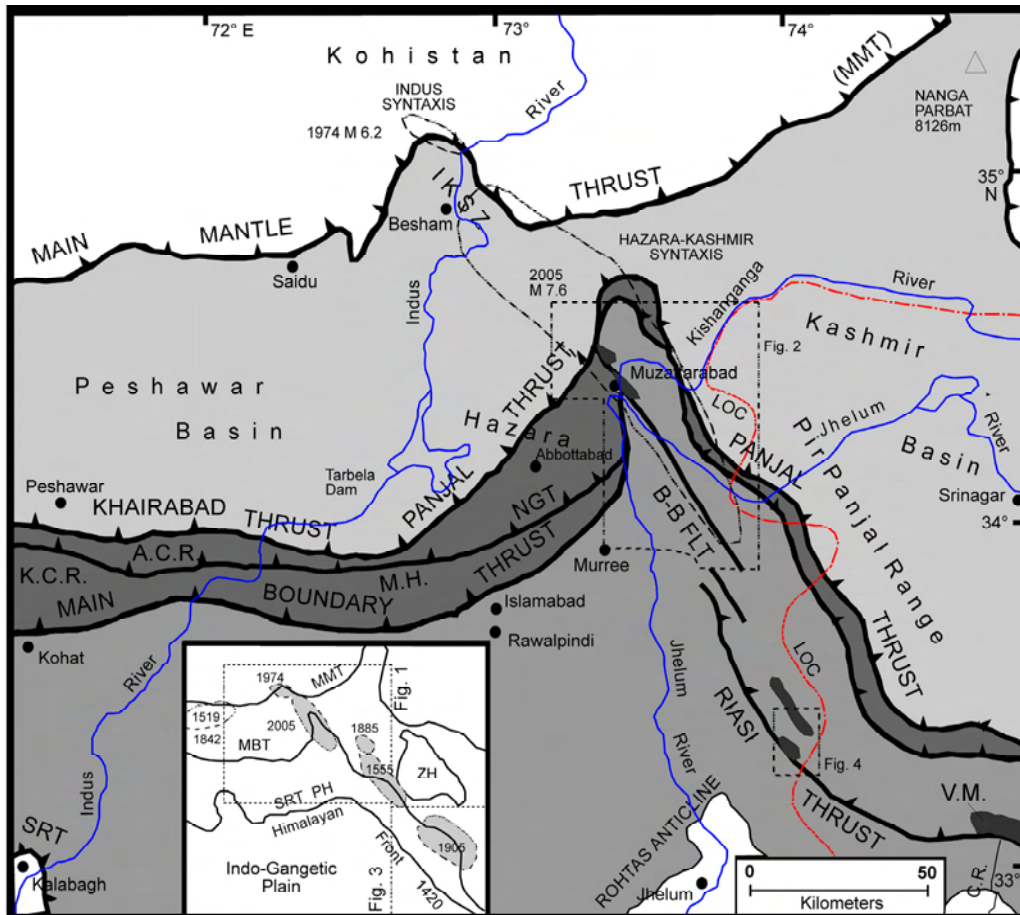 72° E
73°
74°
Kohistan
INDUS
SYNTAXIS
River
(MMT)
NANGA
PARBAT
8126m
1974 M 6.2
35°
N
IKSZ
THRUST
Besham
MAIN
MANTLE
HAZARA-KASHMIR
SYNTAXIS
Saidu
2005
M 7.6
Kishanganga
River
Indus
Kashmir
Fig. 2
Peshawar
Basin
THRUST
Muzaffarabad
LOC
Jhelum
River
Hazara
Pir Panjal Range
Basin
Abbottabad
PANJAL
Tarbela
Dam
Peshawar
PANJAL
Srinagar
KHAIRABAD
THRUST
NGT
B-B FLT
34°
A.C.R.
THRUST
K.C.R.
M.H.
Murree
MAIN
BOUNDARY
Islamabad
Rawalpindi
THRUST
Kohat
River
Jhelum
LOC
RIASI
River
Fig. 4
THRUST
V.M.
Indus
SRT
Kalabagh
ROHTAS ANTICLINE
Jhelum
C.R.
33°
0
50
Kilometers
1974
MMT
Fig. 1
1519
1842
2005
1885
MBT
1555
ZH
SRT
PH
Himalayan
Front
1905
Indo-Gangetic
Plain
Fig. 3
1420